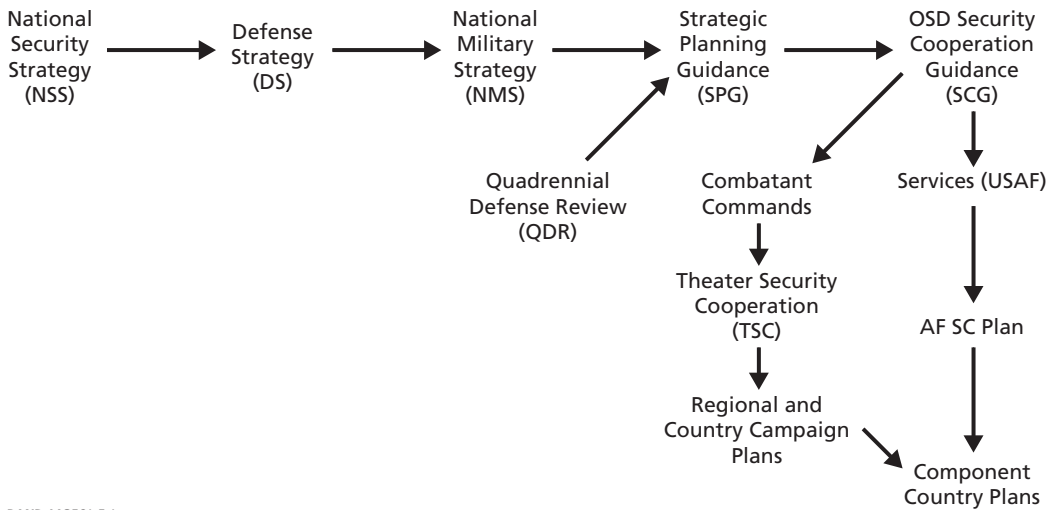 National
Security
Strategy
(NSS)
Defense
Strategy
(DS)
National
Military
Strategy
(NMS)
Strategic
Planning
Guidance
(SPG)
OSD Security
Cooperation
Guidance
(SCG)
Quadrennial
Defense Review
(QDR)
Combatant
Commands
Services (USAF)
Theater Security
Cooperation
(TSC)
AF SC Plan
Regional and
Country Campaign
Plans
Component
Country Plans